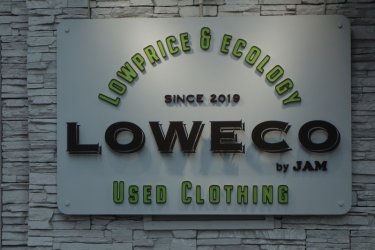 LOWPRICE & ECOLOGY
SINCE 2019
LOWECO
by JAM
USED CLOTHING